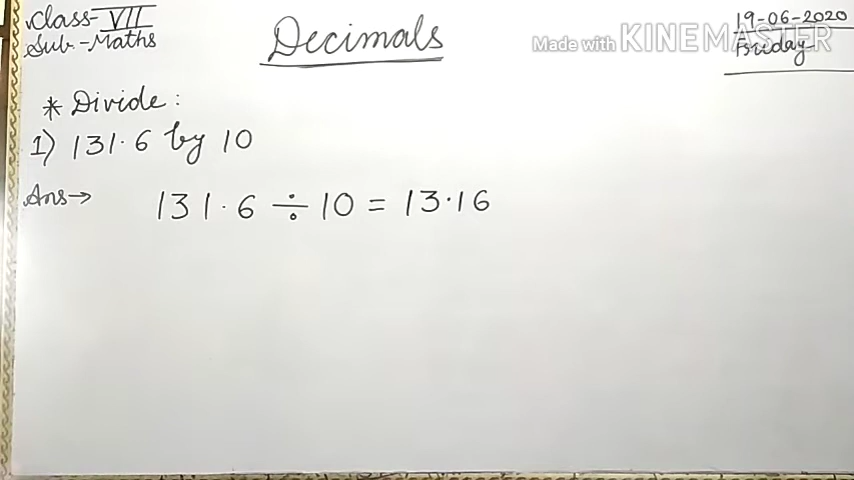 Class-VII
Sub-Maths
Decimals
Made with KINEMASTER
19-06-2020
Friday
* Divide:
1) 131.6 by 10
Ans→ 131.6 ÷ 10 = 13.16